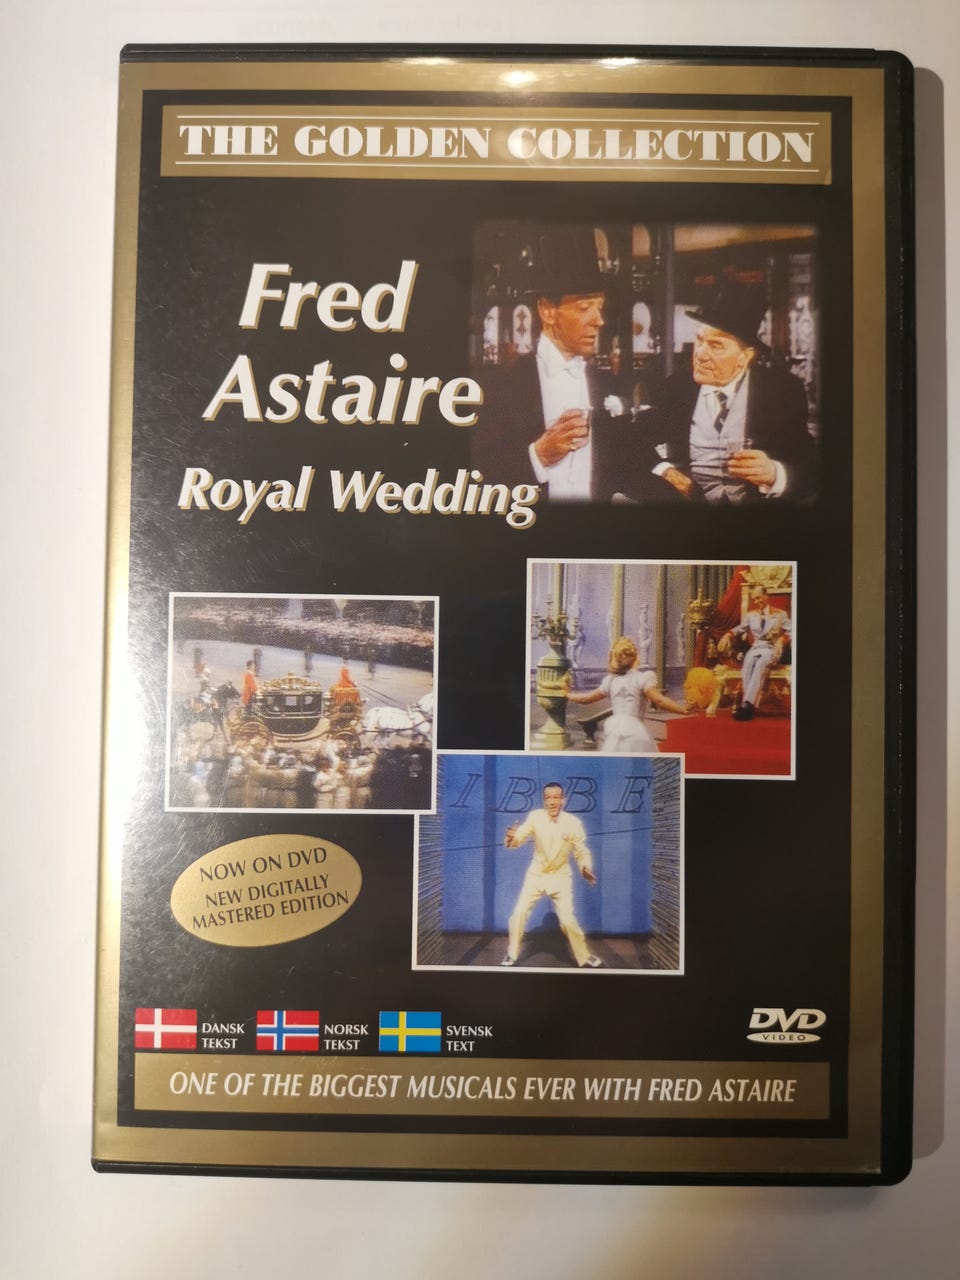 THE GOLDEN COLLECTION
Fred
Astaire
Royal Wedding
IBBE
NOW ON DVD
NEW DIGITALLY
MASTERED EDITION
DANSK
TEKST
NORSK
TEKST
SVENSK
TEXT
DVD
VIDEO
ONE OF THE BIGGEST MUSICALS EVER WITH FRED ASTAIRE